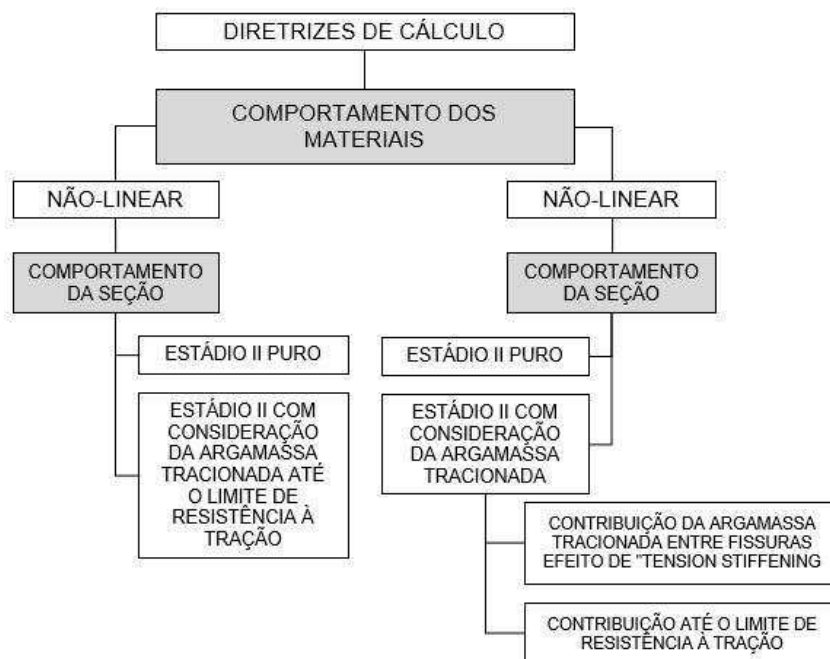 DIRETRIZES DE CÁLCULO
COMPORTAMENTO DOS
MATERIAIS
NÃO-LINEAR
NÃO-LINEAR
COMPORTAMENTO
DA SEÇÃO
COMPORTAMENTO
DA SEÇÃO
ESTÁDIO II PURO
ESTÁDIO II PURO
ESTÁDIO II COM
CONSIDERAÇÃO
DA ARGAMASSA
TRACIONADA ATÉ
O LIMITE DE
RESISTÊNCIA À
TRAÇÃO
ESTÁDIO II COM
CONSIDERAÇÃO
DA ARGAMASSA
TRACIONADA
CONTRIBUIÇÃO DA ARGAMASSA
TRACIONADA ENTRE FISSURAS
EFEITO DE "TENSION STIFFENING
CONTRIBUIÇÃO ATÉ O LIMITE DE
RESISTÊNCIA À TRAÇÃO